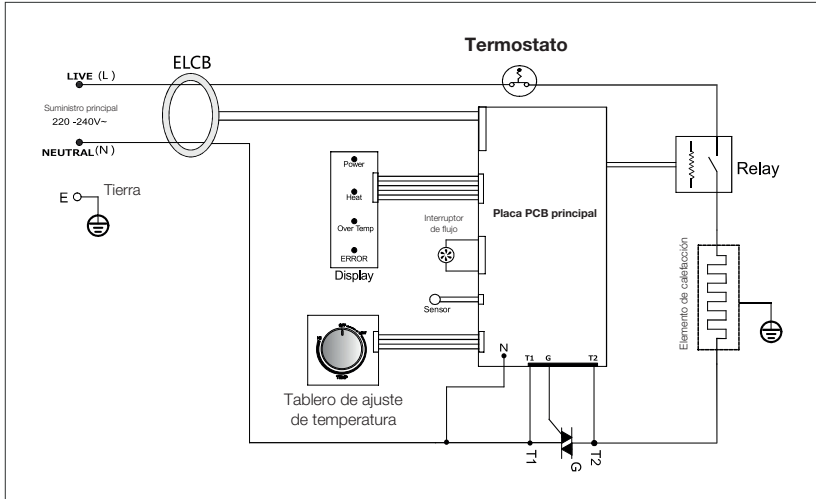 ELCB
Termostato
LIVE (L)
Suministro principal
220 -240V~
NEUTRAL (N)
E
Tierra
Power
Heat
Over Temp
ERROR
Display
Interruptor
de flujo
Placa PCB principal
Relay
Sensor
Elemento de calefacción
TEMP
Tablero de ajuste
de temperatura
N
T1 G T2
T1
G
T2